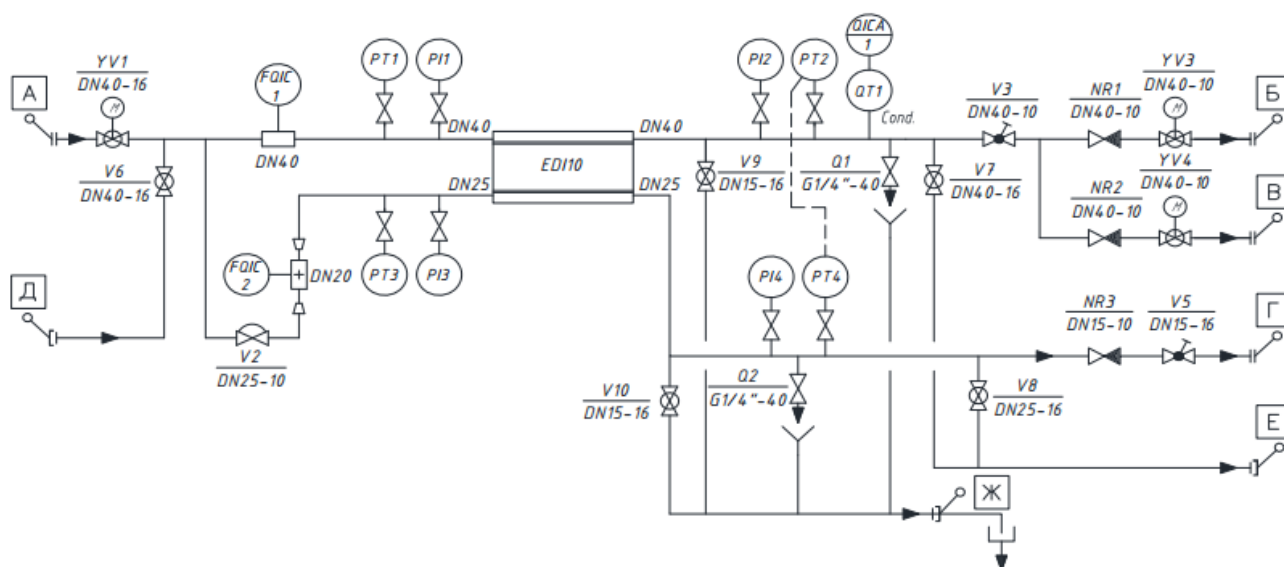 YV1
DN40-16
M
А
FQIC
1
DN40
PT1
PI1
DN40
EDI10
DN40
DN25
DN25
PI2
PT2
QICA
1
QT1
Cond.
V3
DN40-10
NR1
DN40-10
YV3
DN40-10
M
Б
V6
DN40-16
V9
DN15-16
Q1
G1/4"-40
V7
DN40-16
NR2
DN40-10
YV4
DN40-10
M
В
FQIC
2
DN20
PT3
PI3
PI4
PT4
Д
V2
DN25-10
NR3
DN15-10
V5
DN15-16
Г
V10
DN15-16
Q2
G1/4"-40
V8
DN25-16
Е
Ж